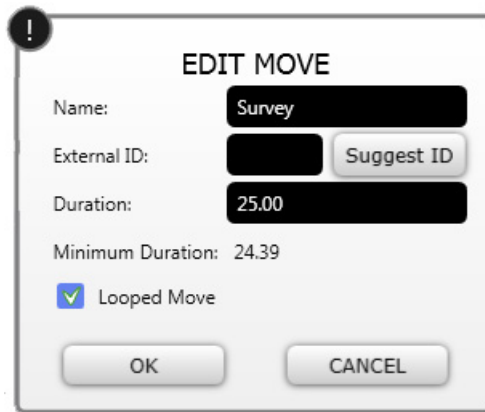 !
EDIT MOVE
Name: Survey
External ID: Suggest ID
Duration: 25.00
Minimum Duration: 24.39
Looped Move
OK CANCEL